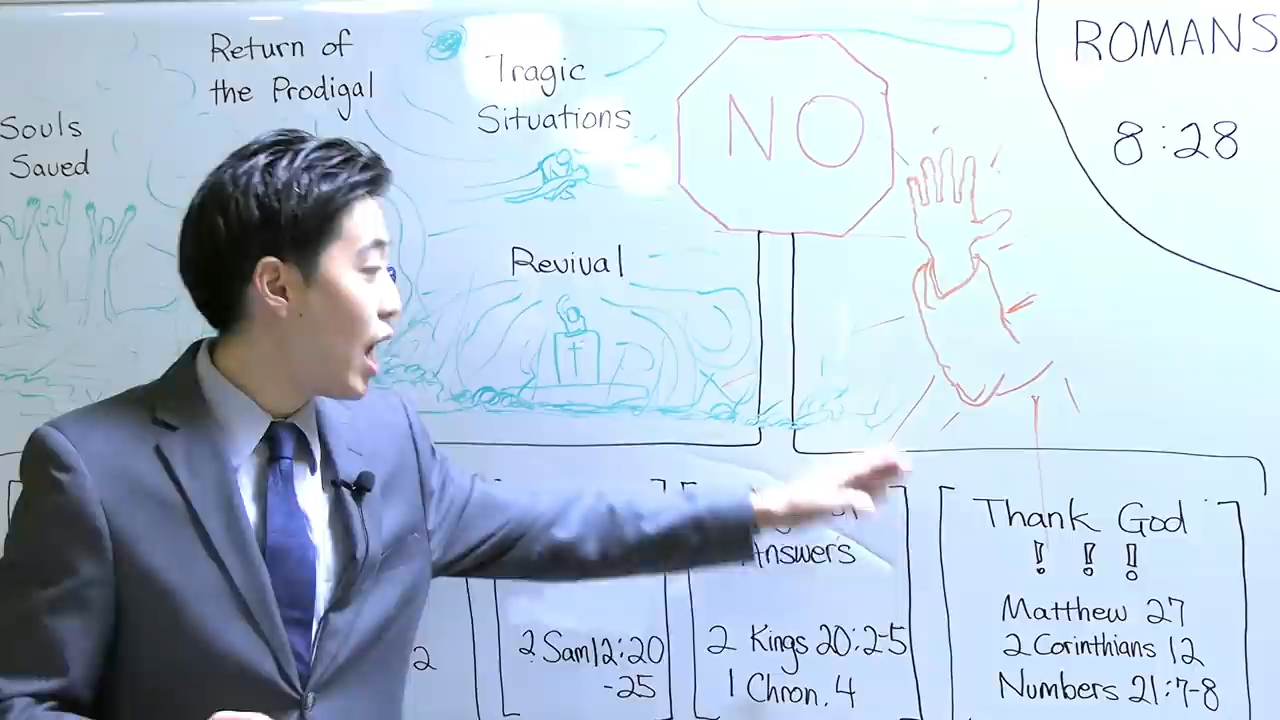 Souls
Saved
Return of
the Prodigal
Tragic
Situations
Revival
NO
ROMANS
8:28
2
2 Sam 12:20
-25
Answers
2 Kings 20:2-5
1 Chron. 4
Thank God
! ! !
Matthew 27
2 Corinthians 12
Numbers 21:7-8